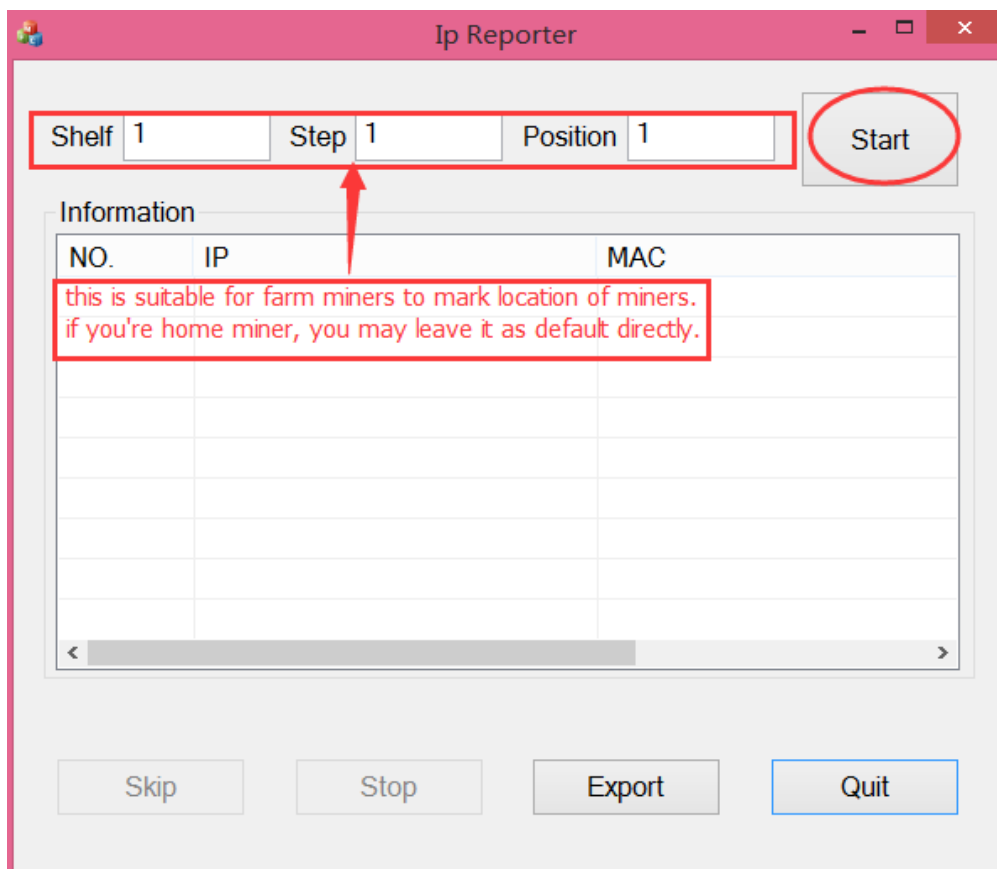 Ip Reporter
Shelf 1 Step 1 Position 1 Start
Information
NO. IP MAC
this is suitable for farm miners to mark location of miners.
if you're home miner, you may leave it as default directly.
Skip Stop Export Quit